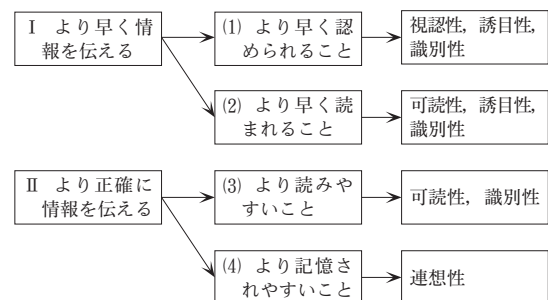 Ⅰ より早く情
報を伝える
(1) より早く認
められること
視認性, 誘目性,
識別性
(2) より早く読
まれること
可読性, 誘目性,
識別性
Ⅱ より正確に
情報を伝える
(3) より読みや
すいこと
可読性, 識別性
(4) より記憶さ
れやすいこと
連想性